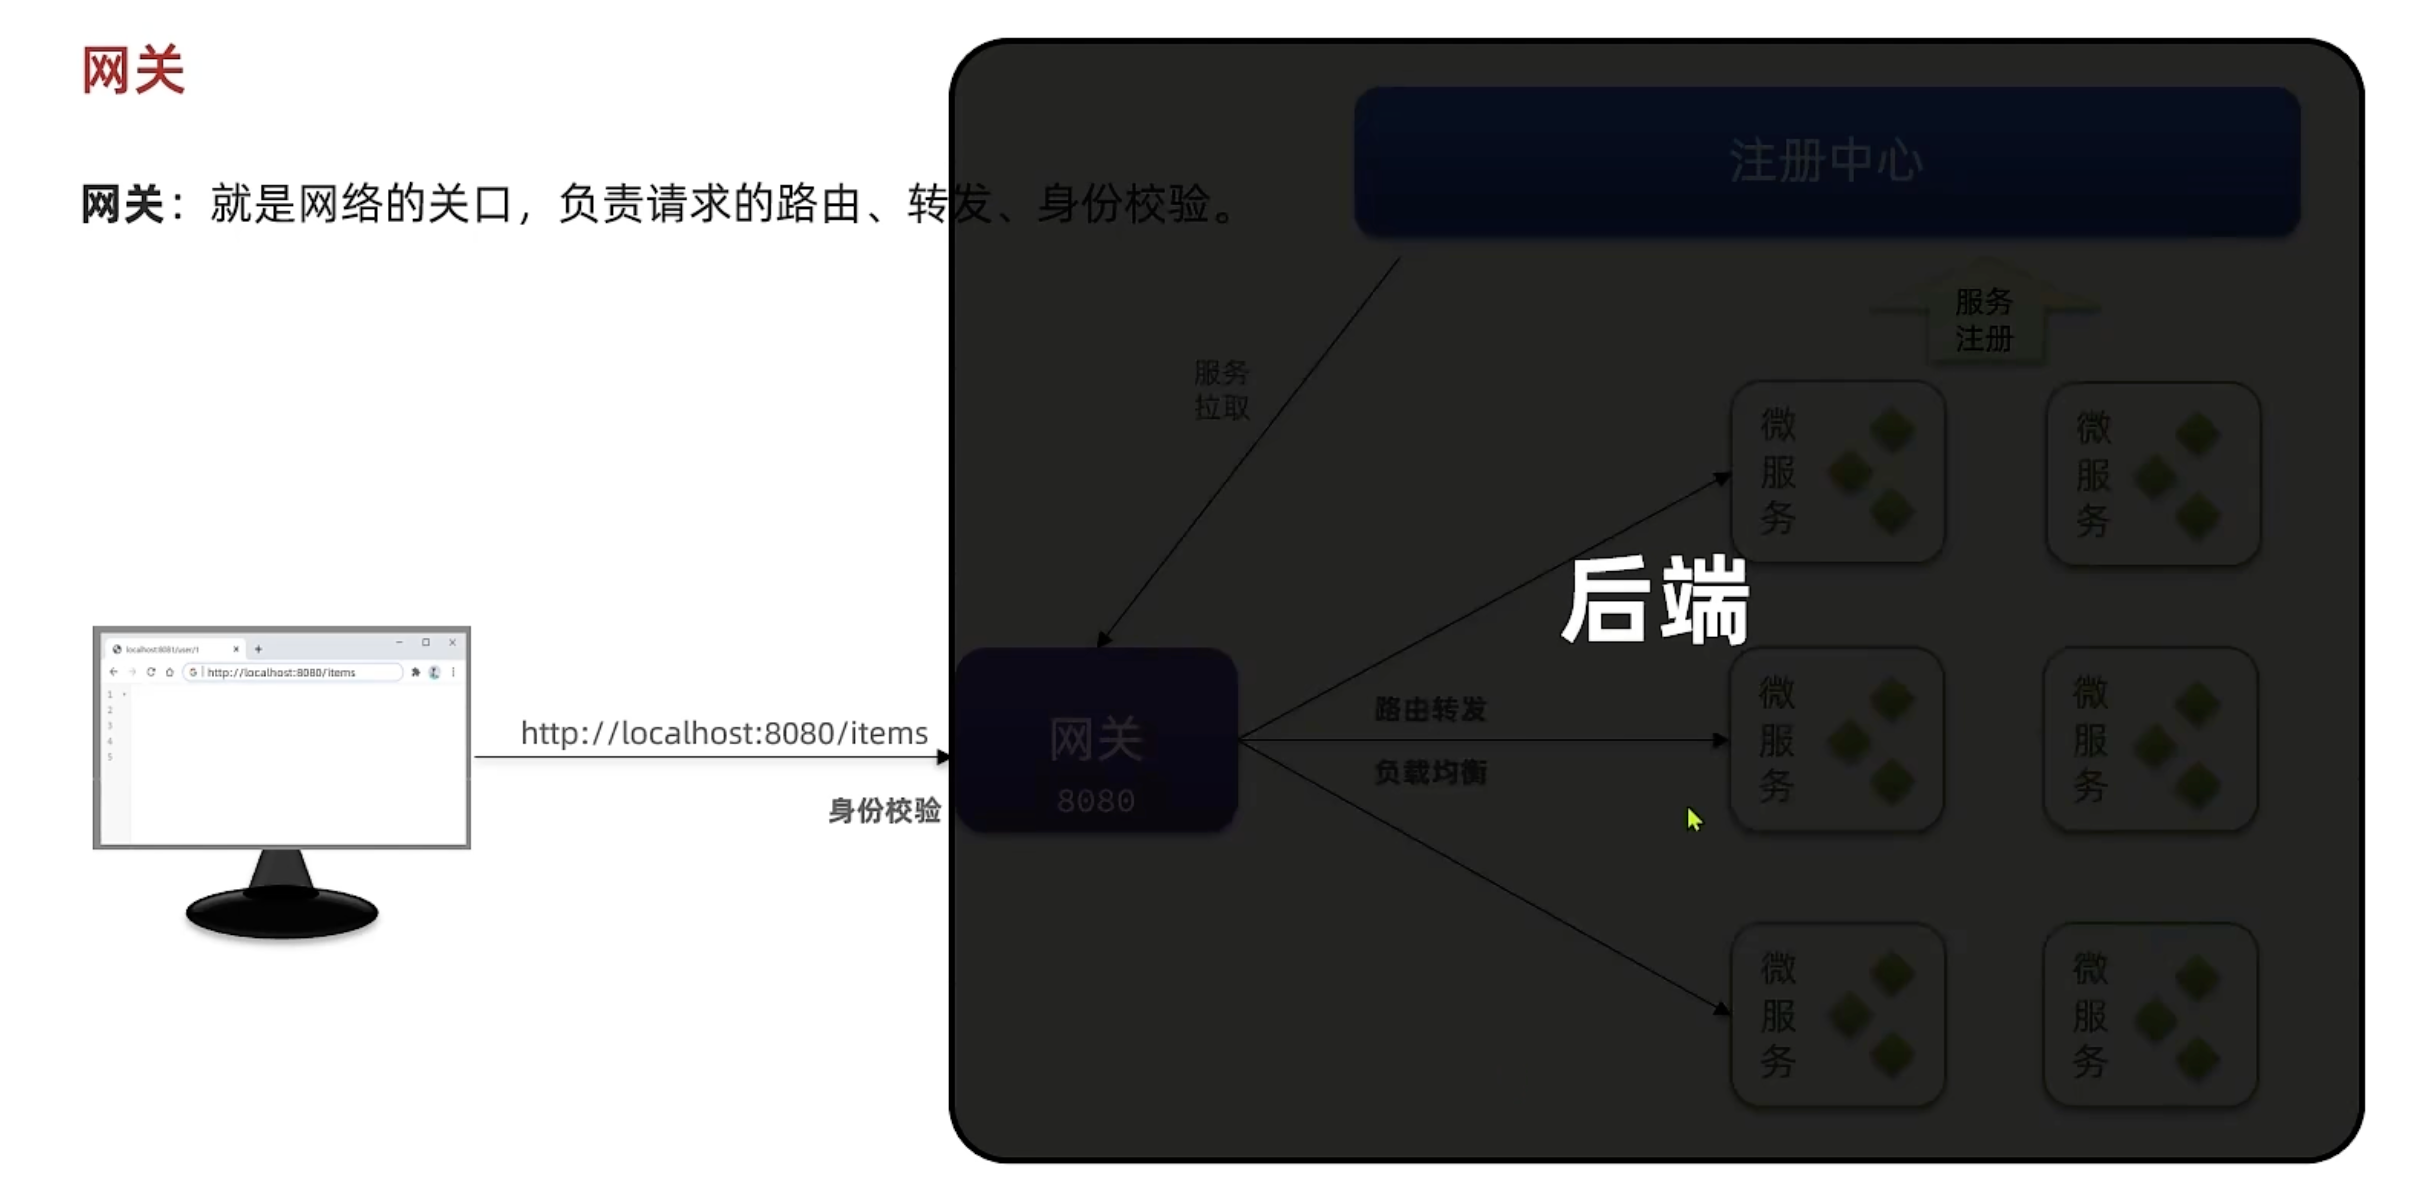 网关
网关：就是网络的关口，负责请求的路由、转发、身份校验。
注册中心
服务
注册
服务
拉取
微
服
务
微
服
务
后端
localhost:8081/user/1
http://localhost:8080/items
1
2
3
4
5
http://localhost:8080/items
身份校验
网关
8080
路由转发
负载均衡
微
服
务
微
服
务
微
服
务
微
服
务